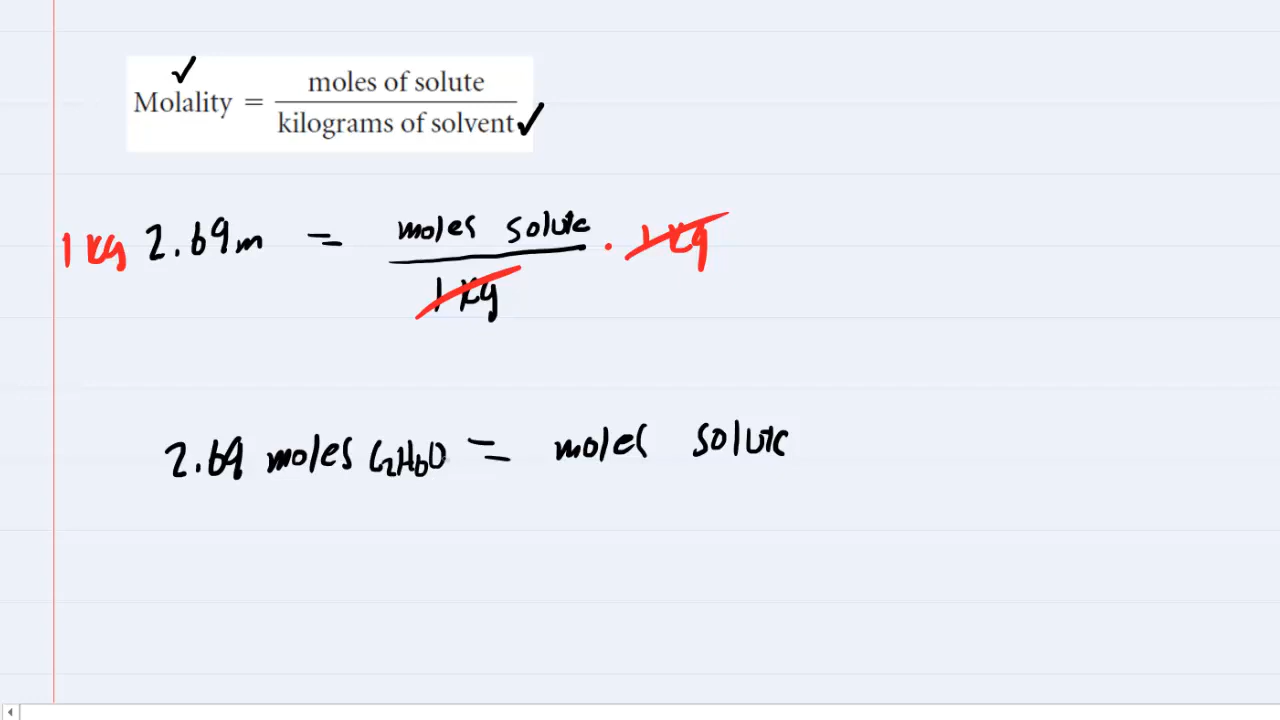 Molality = moles of solute / kilograms of solvent
1 kg 2.69 m = moles solute / 1 kg · 1 kg
2.69 moles C2H6O = moles solute